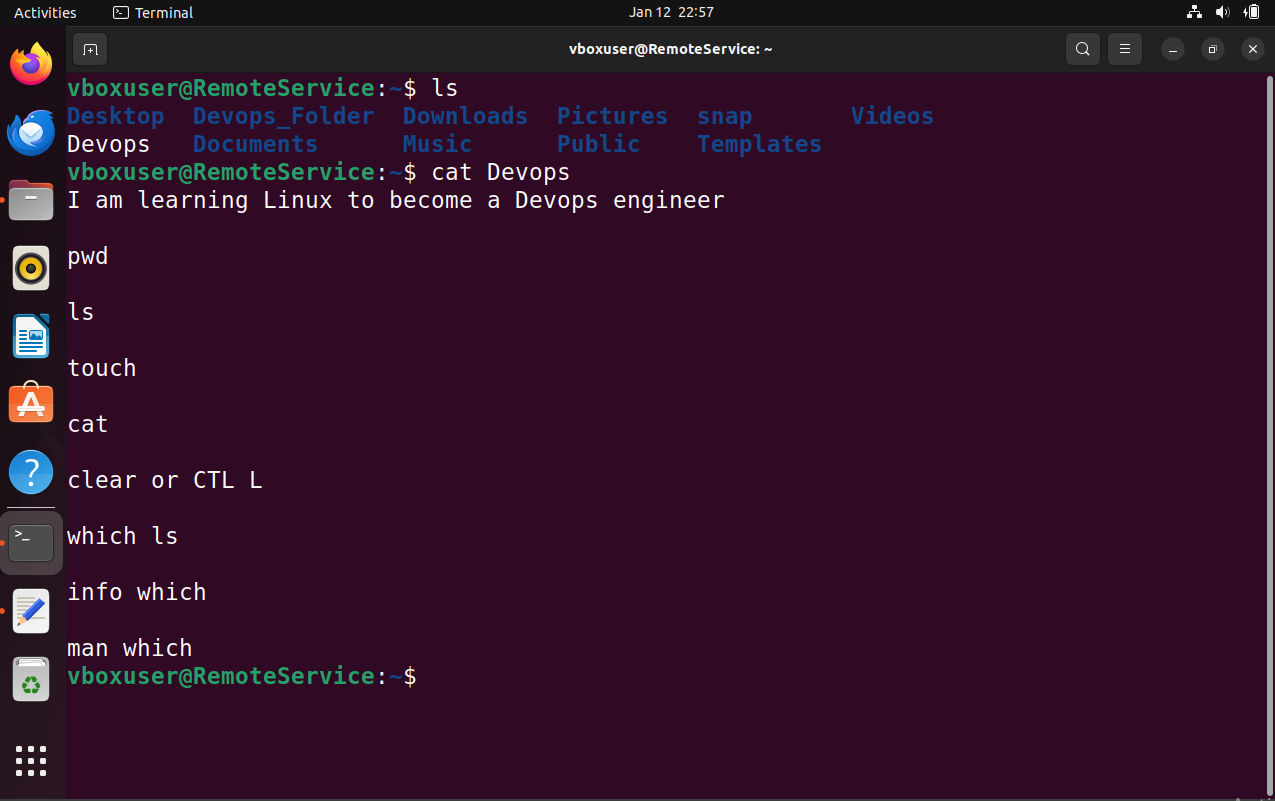 Activities Terminal Jan 12 22:57
vboxuser@RemoteService: ~
vboxuser@RemoteService:~$ ls
Desktop Devops_Folder Downloads Pictures snap Videos
Devops Documents Music Public Templates
vboxuser@RemoteService:~$ cat Devops
I am learning Linux to become a Devops engineer
pwd
ls
touch
cat
clear or CTL L
which ls
info which
man which
vboxuser@RemoteService:~$